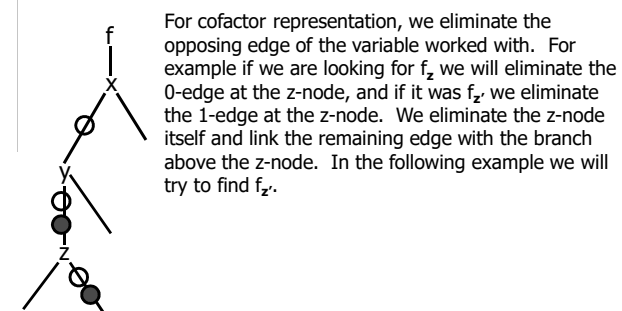 f
For cofactor representation, we eliminate the
opposing edge of the variable worked with. For
example if we are looking for f_z we will eliminate the
x
0-edge at the z-node, and if it was f_z' we eliminate
the 1-edge at the z-node. We eliminate the z-node
itself and link the remaining edge with the branch
above the z-node. In the following example we will
y
try to find f_z'.
z